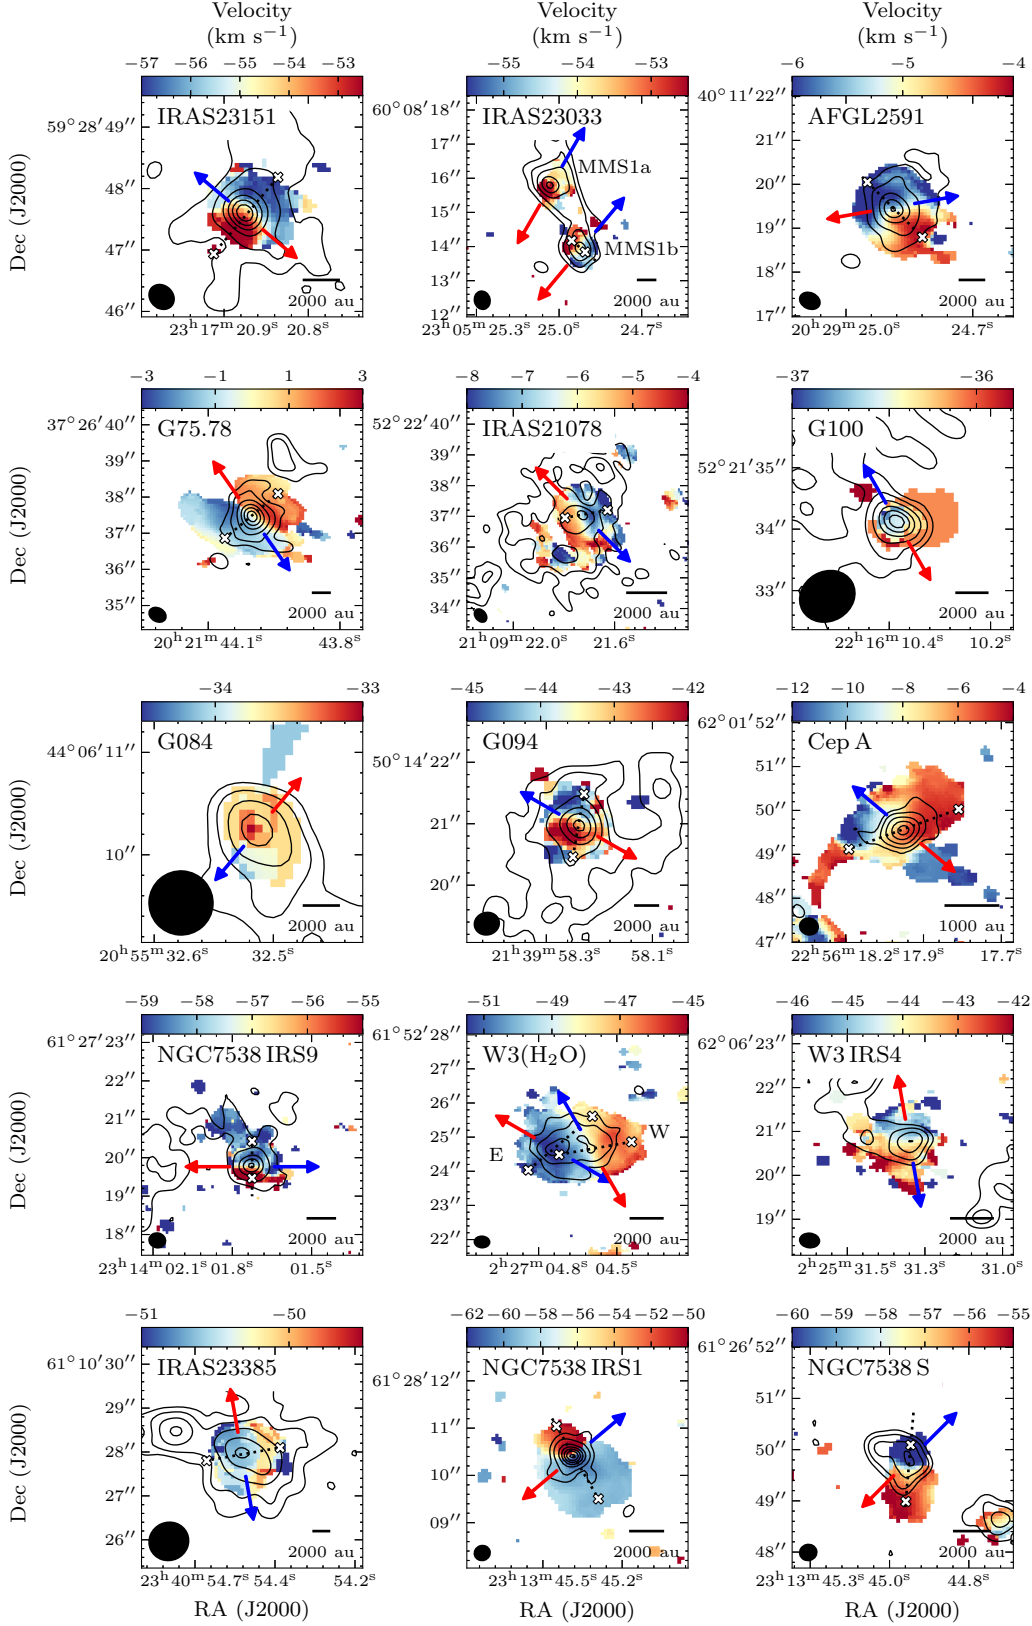 Velocity Velocity Velocity
(km s⁻¹) (km s⁻¹) (km s⁻¹)
−57 −56 −55 −54 −53 −55 −54 −53 −6 −5 −4
IRAS23151
59°28′49″
48″
47″
46″
Dec (J2000)
2000 au
23ʰ17ᵐ20.9ˢ 20.8ˢ
IRAS23033
MMS1a
MMS1b
60°08′18″
17″
16″
15″
14″
13″
12″
2000 au
23ʰ05ᵐ25.3ˢ 25.0ˢ 24.7ˢ
AFGL2591
40°11′22″
21″
20″
19″
18″
17″
2000 au
20ʰ29ᵐ25.0ˢ 24.7ˢ
−3 −1 1 3 −8 −7 −6 −5 −4 −37 −36
G75.78
37°26′40″
39″
38″
37″
36″
35″
Dec (J2000)
2000 au
20ʰ21ᵐ44.1ˢ 43.8ˢ
IRAS21078
52°22′40″
39″
38″
37″
36″
35″
34″
2000 au
21ʰ09ᵐ22.0ˢ 21.6ˢ
G100
52°21′35″
34″
33″
2000 au
22ʰ16ᵐ10.4ˢ 10.2ˢ
−34 −33 −45 −44 −43 −42 −12 −10 −8 −6 −4
G084
44°06′11″
10″
Dec (J2000)
2000 au
20ʰ55ᵐ32.6ˢ 32.5ˢ
G094
50°14′22″
21″
20″
2000 au
21ʰ39ᵐ58.3ˢ 58.1ˢ
Cep A
62°01′52″
51″
50″
49″
48″
47″
1000 au
22ʰ56ᵐ18.2ˢ 17.9ˢ 17.7ˢ
−59 −58 −57 −56 −55 −51 −49 −47 −45 −46 −45 −44 −43 −42
NGC7538 IRS9
61°27′23″
22″
21″
20″
19″
18″
Dec (J2000)
2000 au
23ʰ14ᵐ02.1ˢ 01.8ˢ 01.5ˢ
W3(H₂O)
E
W
61°52′28″
27″
26″
25″
24″
23″
22″
2000 au
2ʰ27ᵐ04.8ˢ 04.5ˢ
W3 IRS4
62°06′23″
22″
21″
20″
19″
2000 au
2ʰ25ᵐ31.5ˢ 31.3ˢ 31.0ˢ
−51 −50 −62 −60 −58 −56 −54 −52 −50 −60 −59 −58 −57 −56 −55
IRAS23385
61°10′30″
29″
28″
27″
26″
Dec (J2000)
2000 au
23ʰ40ᵐ54.7ˢ 54.4ˢ 54.2ˢ
RA (J2000)
NGC7538 IRS1
61°28′12″
11″
10″
09″
2000 au
23ʰ13ᵐ45.5ˢ 45.2ˢ
RA (J2000)
NGC7538 S
61°26′52″
51″
50″
49″
48″
2000 au
23ʰ13ᵐ45.3ˢ 45.0ˢ 44.8ˢ
RA (J2000)